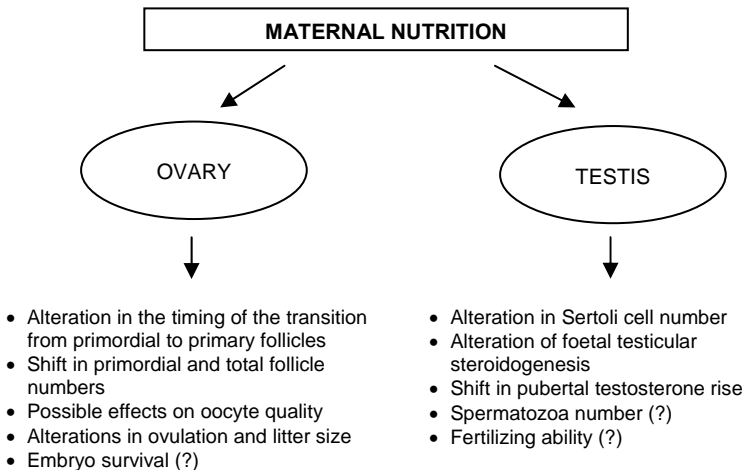 MATERNAL NUTRITION
OVARY
TESTIS
• Alteration in the timing of the transition
from primordial to primary follicles
• Shift in primordial and total follicle
numbers
• Possible effects on oocyte quality
• Alterations in ovulation and litter size
• Embryo survival (?)
• Alteration in Sertoli cell number
• Alteration of foetal testicular
steroidogenesis
• Shift in pubertal testosterone rise
• Spermatozoa number (?)
• Fertilizing ability (?)